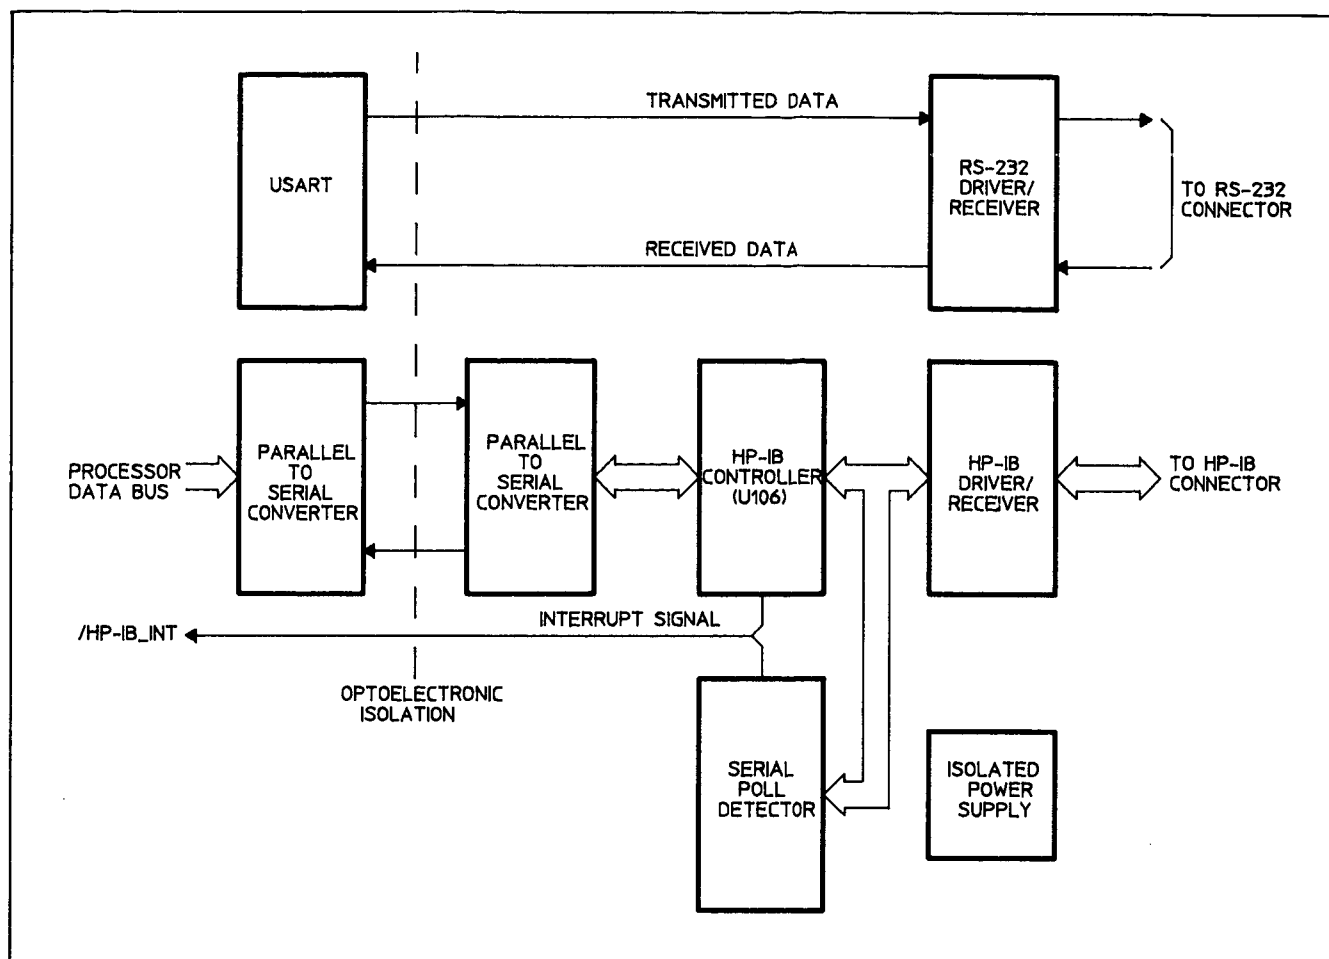 TRANSMITTED DATA
USART
RS-232
DRIVER/
RECEIVER
TO RS-232
CONNECTOR
RECEIVED DATA
PROCESSOR
DATA BUS
PARALLEL
TO
SERIAL
CONVERTER
PARALLEL
TO
SERIAL
CONVERTER
HP-IB
CONTROLLER
(U106)
HP-IB
DRIVER/
RECEIVER
TO HP-IB
CONNECTOR
/HP-IB_INT
INTERRUPT SIGNAL
OPTOELECTRONIC
ISOLATION
SERIAL
POLL
DETECTOR
ISOLATED
POWER
SUPPLY